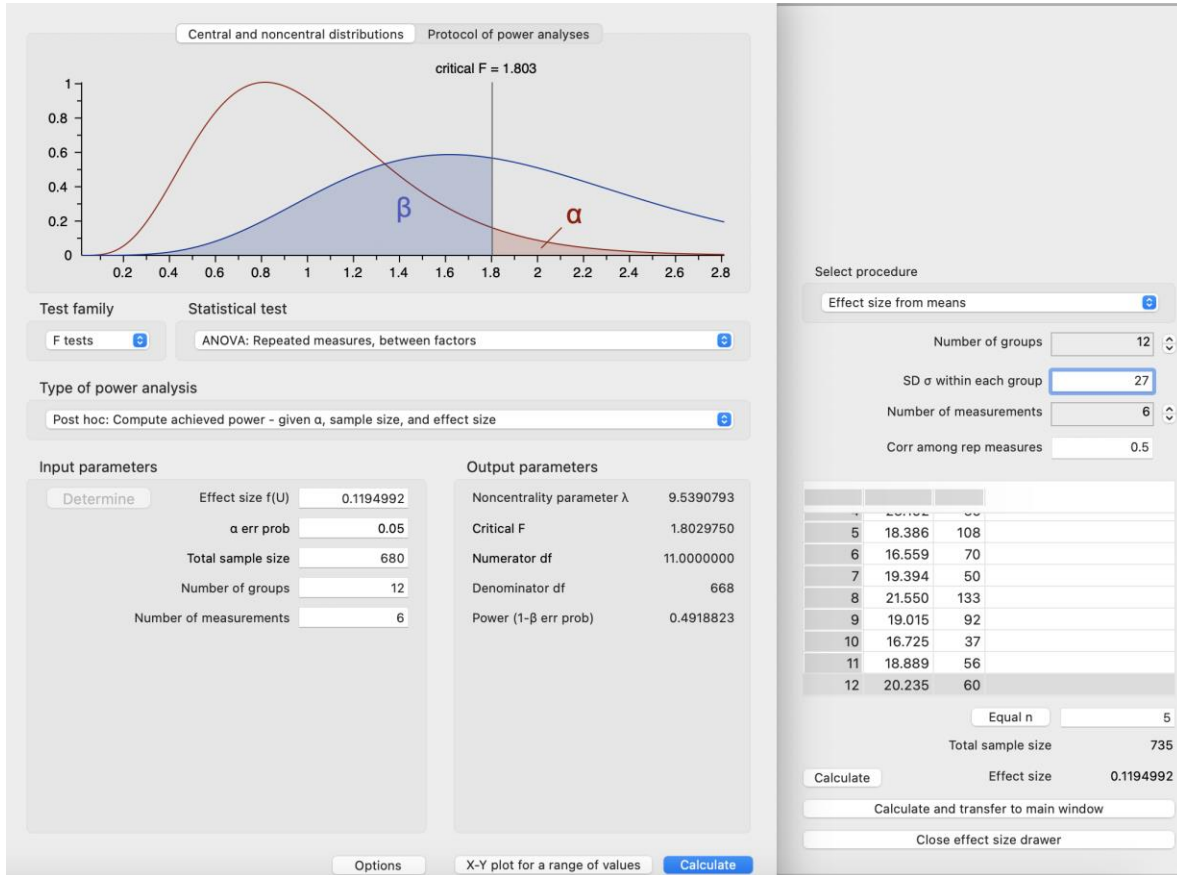 Central and noncentral distributions Protocol of power analyses
critical F = 1.803
1
0.8
0.6
0.4
0.2
0
β
α
0.2 0.4 0.6 0.8 1 1.2 1.4 1.6 1.8 2 2.2 2.4 2.6 2.8
Test family Statistical test
F tests ANOVA: Repeated measures, between factors
Type of power analysis
Post hoc: Compute achieved power - given α, sample size, and effect size
Input parameters Output parameters
Determine Effect size f(U) 0.1194992 Noncentrality parameter λ 9.5390793
α err prob 0.05 Critical F 1.8029750
Total sample size 680 Numerator df 11.0000000
Number of groups 12 Denominator df 668
Number of measurements 6 Power (1-β err prob) 0.4918823
Options X-Y plot for a range of values Calculate
Select procedure
Effect size from means
Number of groups 12
SD σ within each group 27
Number of measurements 6
Corr among rep measures 0.5
5 18.386 108
6 16.559 70
7 19.394 50
8 21.550 133
9 19.015 92
10 16.725 37
11 18.889 56
12 20.235 60
Equal n 5
Total sample size 735
Calculate Effect size 0.1194992
Calculate and transfer to main window
Close effect size drawer